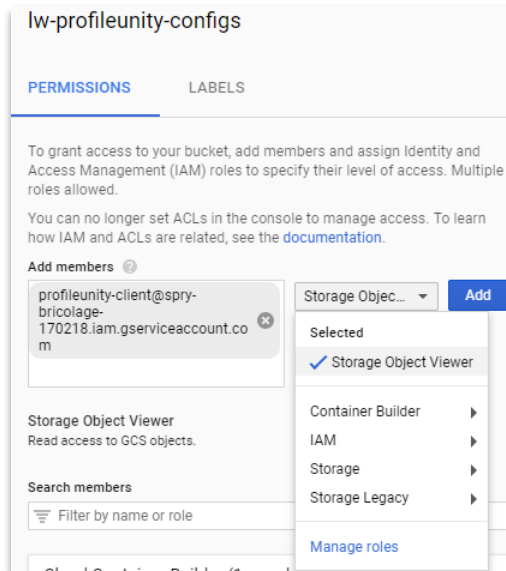 lw-profileunity-configs
PERMISSIONS LABELS
To grant access to your bucket, add members and assign Identity and
Access Management (IAM) roles to specify their level of access. Multiple
roles allowed.
You can no longer set ACLs in the console to manage access. To learn
how IAM and ACLs are related, see the documentation.
Add members
profileunity-client@spry-
bricolage-
170218.iam.gserviceaccount.co
m
Storage Objec... Add
Selected
Storage Object Viewer
Container Builder
IAM
Storage
Storage Legacy
Manage roles
Storage Object Viewer
Read access to GCS objects.
Search members
Filter by name or role